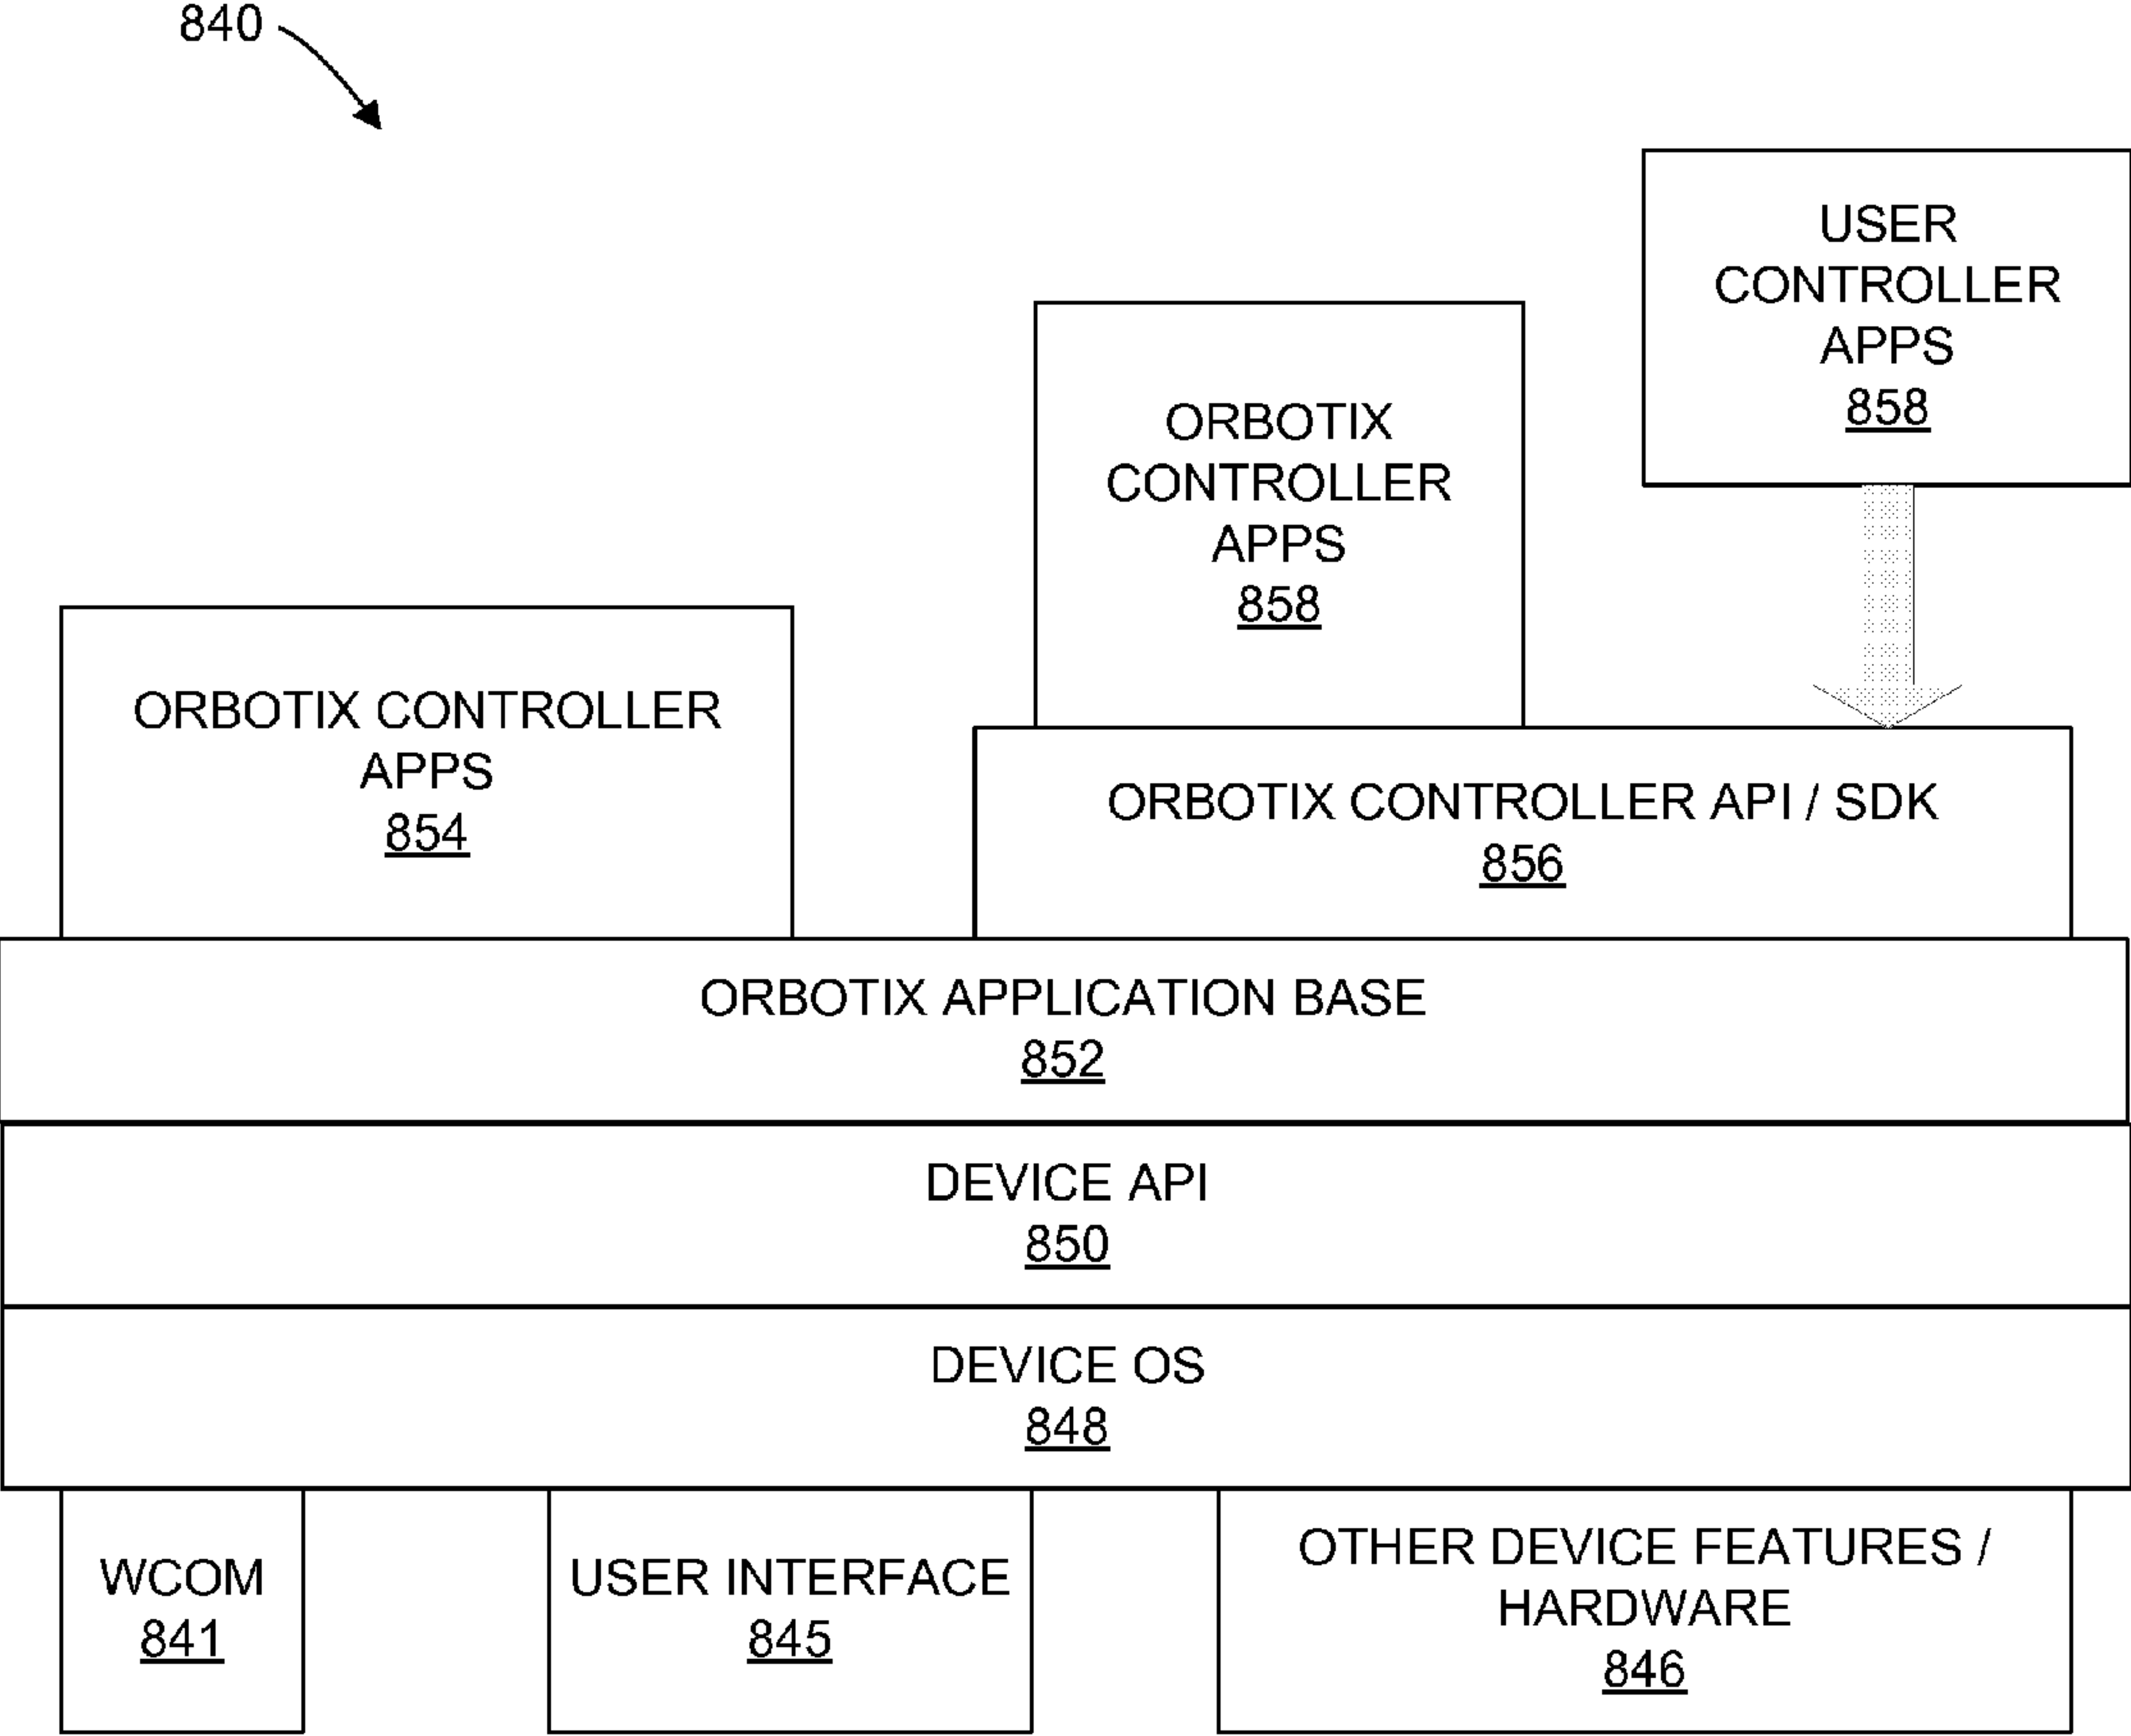 840
USER
CONTROLLER
APPS
858
ORBOTIX
CONTROLLER
APPS
858
ORBOTIX CONTROLLER
APPS
854
ORBOTIX CONTROLLER API / SDK
856
ORBOTIX APPLICATION BASE
852
DEVICE API
850
DEVICE OS
848
WCOM
841
USER INTERFACE
845
OTHER DEVICE FEATURES /
HARDWARE
846